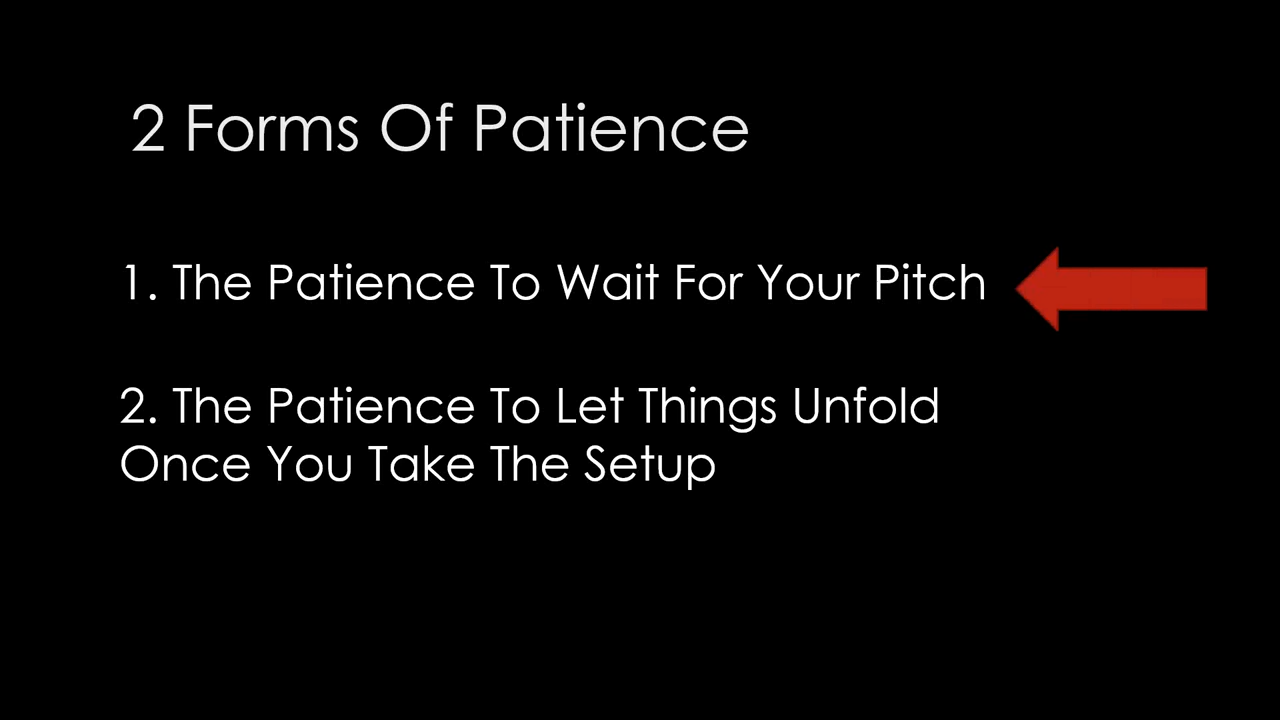 2 Forms Of Patience
1. The Patience To Wait For Your Pitch
2. The Patience To Let Things Unfold
Once You Take The Setup